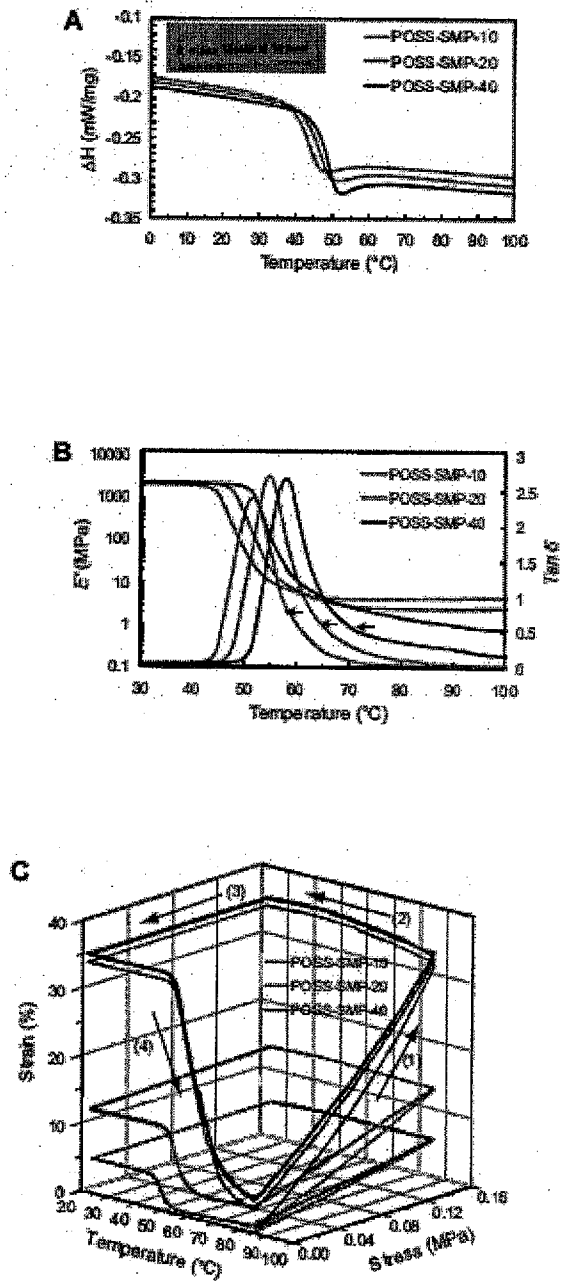 A
-0.1
-0.15
-0.2
-0.25
-0.3
-0.35
ΔH (mW/mg)
POSS-SMP-10
POSS-SMP-20
POSS-SMP-40
0 10 20 30 40 50 60 70 80 90 100
Temperature (°C)
B
10000
1000
100
10
1
0.1
E'(MPa)
POSS-SMP-10
POSS-SMP-20
POSS-SMP-40
3
2.5
2
1.5
1
0.5
0
Tan δ
30 40 50 60 70 80 90 100
Temperature (°C)
C
(3)
(2)
40
30
20
10
0
Strain (%)
POSS-SMP-10
POSS-SMP-20
POSS-SMP-40
(4)
(1)
20 30 40 50 60 70 80 90 100
Temperature (°C)
0.00 0.04 0.08 0.12 0.16
Stress (MPa)